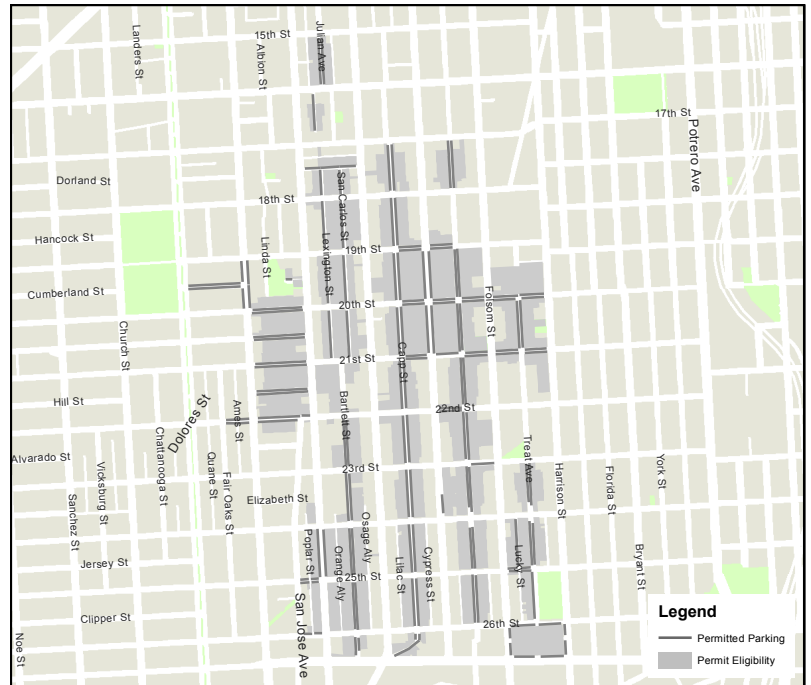 15th St
Julian Ave
Landers St
Albion St
17th St
Potrero Ave
Dorland St
San Carlos St
18th St
Hancock St
Linda St
Lexington St
19th St
Cumberland St
20th St
Folsom St
Church St
21st St
Capp St
Hill St
Dolores St
Ames St
Bartlett St
22nd St
Alvarado St
Vicksburg St
Chattanooga St
Quane St
Fair Oaks St
23rd St
Treat Ave
Harrison St
Florida St
York St
Sanchez St
Elizabeth St
Osage Aly
Jersey St
Poplar St
Orange Aly
25th St
Lilac St
Cypress St
Lucky St
Bryant St
Clipper St
San Jose Ave
26th St
Noe St
Legend
Permitted Parking
Permit Eligibility